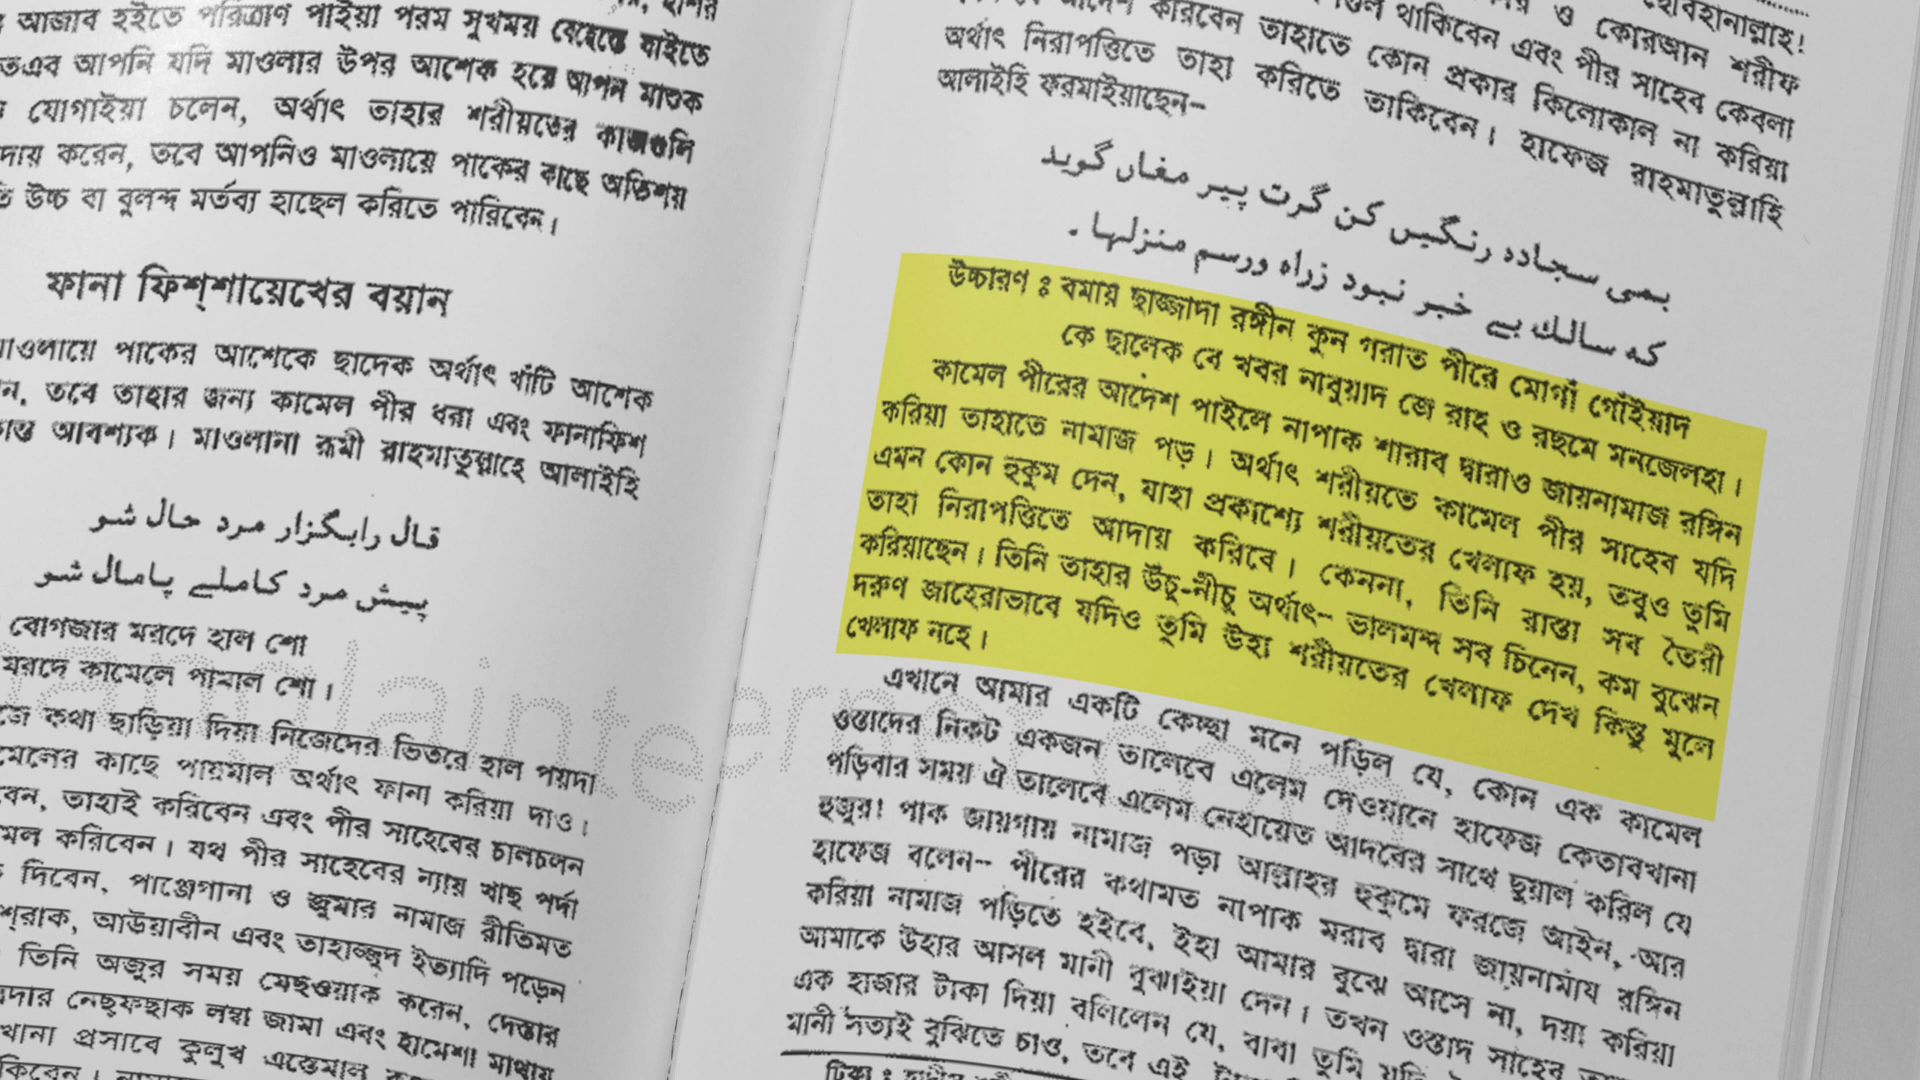 আজাব হইতে পরিত্রাণ পাইয়া পরম সুখময় বেহেস্তে যাইতে
তএব আপনি যদি মাওলার উপর আশেক হয়ে আপন মাশুক
যোগাইয়া চলেন, অর্থাৎ তাহার শরীয়তের কাজগুলি
দায় করেন, তবে আপনিও মাওলায়ে পাকের কাছে অতিশয়
উচ্চ বা বুলন্দ মর্তব্য হাছেল করিতে পারিবেন।
ফানা ফিশ্শায়েখের বয়ান
মাওলায়ে পাকের আশেকে ছাদেক অর্থাৎ খাঁটি আশেক
ন, তবে তাহার জন্য কামেল পীর ধরা এবং ফানাফিশ
ান্ত আবশ্যক। মাওলানা রূমী রাহমাতুল্লাহে আলাইহি
قال رابگزار مرد حال شو
پیش مرد کاملے پامال شو
বোগজার মরদে হাল শো
মরদে কামেলে পামাল শো।
কথা ছাড়িয়া দিয়া নিজেদের ভিতরে হাল পয়দা
মেলের কাছে পায়মাল অর্থাৎ ফানা করিয়া দাও।
বেন, তাহাই করিবেন এবং পীর সাহেবের চালচলন
মল করিবেন। যথ পীর সাহেবের ন্যায় খাছ পর্দা
দিবেন, পাঞ্জেগানা ও জুমার নামাজ রীতিমত
শ্‌রাক, আউয়াবীন এবং তাহাজ্জুদ ইত্যাদি পড়েন
তিনি অজুর সময় মেছওয়াক করেন, দেস্তার
নেছ্ফছাক লম্বা জামা এবং হামেশা মাথায়
খানা প্রসাবে কুলুখ এস্তেমাল
ছোবহানাল্লাহ!
ও কোরআন শরীফ
থাকিবেন এবং পীর সাহেব কেবলা
আদেশ করিবেন তাহাতে কোন প্রকার কিলোকাল না করিয়া
অর্থাৎ নিরাপত্তিতে তাহা করিতে তাকিবেন। হাফেজ রাহমাতুল্লাহি
আলাইহি ফরমাইয়াছেন–
بمی سجاده رنگیں کن گرت پیر مغاں گوید
که سالك بے خبر نبود زراه ورسم منزلها .
উচ্চারণ ঃ বমায় ছাজ্জাদা রঙ্গীন কুন গরাত পীরে মোগাঁ গোঁইয়াদ
কে ছালেক বে খবর নাবুয়াদ জে রাহ ও রছমে মনজেলহা।
কামেল পীরের আদেশ পাইলে নাপাক শারাব দ্বারাও জায়নামাজ রঙ্গিন
করিয়া তাহাতে নামাজ পড়। অর্থাৎ শরীয়তে কামেল পীর সাহেব যদি
এমন কোন হুকুম দেন, যাহা প্রকাশ্যে শরীয়তের খেলাফ হয়, তবুও তুমি
তাহা নিরাপত্তিতে আদায় করিবে। কেননা, তিনি রাস্তা সব তৈরী
করিয়াছেন। তিনি তাহার উঁচু-নীচু অর্থাৎ– ভালমন্দ সব চিনেন, কম বুঝেন
দরুণ জাহেরাভাবে যদিও তুমি উহা শরীয়তের খেলাফ দেখ কিন্তু মুলে
খেলাফ নহে।
এখানে আমার একটি কেচ্ছা মনে পড়িল যে, কোন এক কামেল
ওস্তাদের নিকট একজন তালেবে এলেম দেওয়ানে হাফেজ কেতাবখানা
পড়িবার সময় ঐ তালেবে এলেম নেহায়েত আদবের সাথে ছুয়াল করিল যে
হুজুর! পাক জায়গায় নামাজ পড়া আল্লাহর হুকুমে ফরজে আইন, আর
হাফেজ বলেন– পীরের কথামত নাপাক মরাব দ্বারা জায়নামায রঙ্গিন
করিয়া নামাজ পড়িতে হইবে, ইহা আমার বুঝে আসে না, দয়া করিয়া
আমাকে উহার আসল মানী বুঝাইয়া দেন। তখন ওস্তাদ সাহেব
এক হাজার টাকা দিয়া বলিলেন যে, বাবা তুমি যদি
মানী সত্যই বুঝিতে চাও, তবে এই
টিকা ঃ